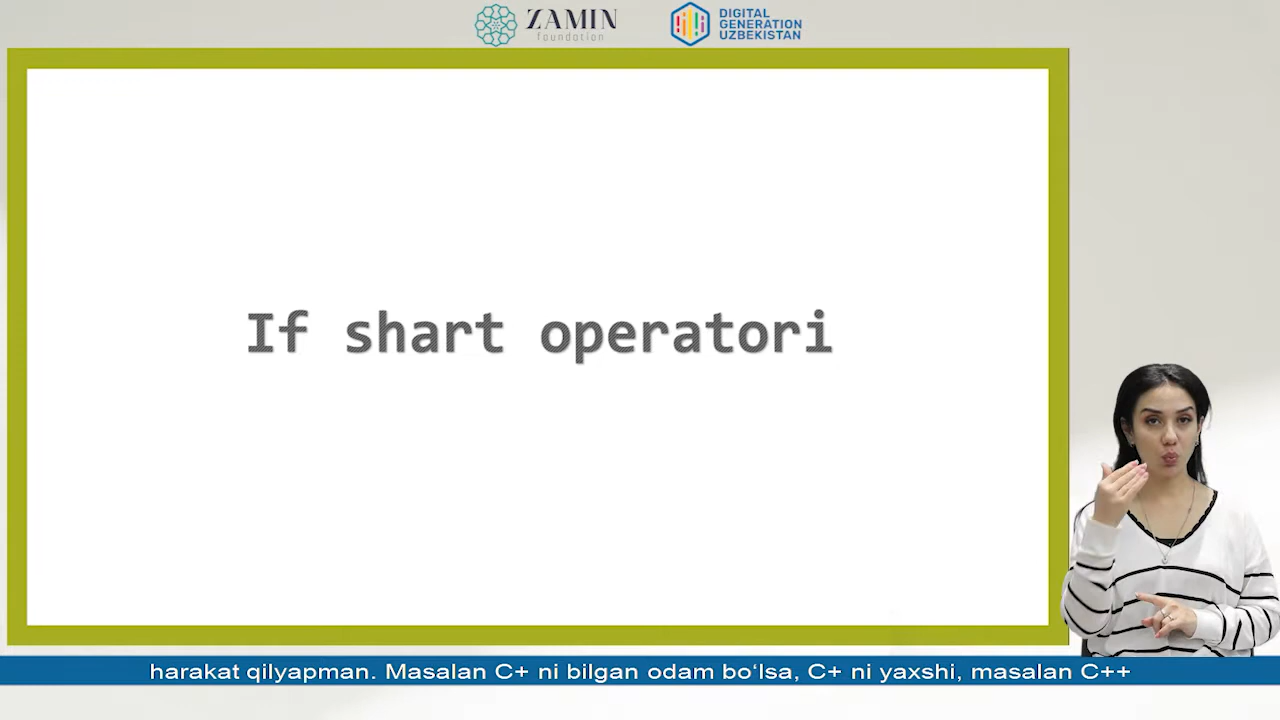 ZAMIN
foundation
DIGITAL
GENERATION
UZBEKISTAN
If shart operatori
harakat qilyapman. Masalan C+ ni bilgan odam bo‘lsa, C+ ni yaxshi, masalan C++